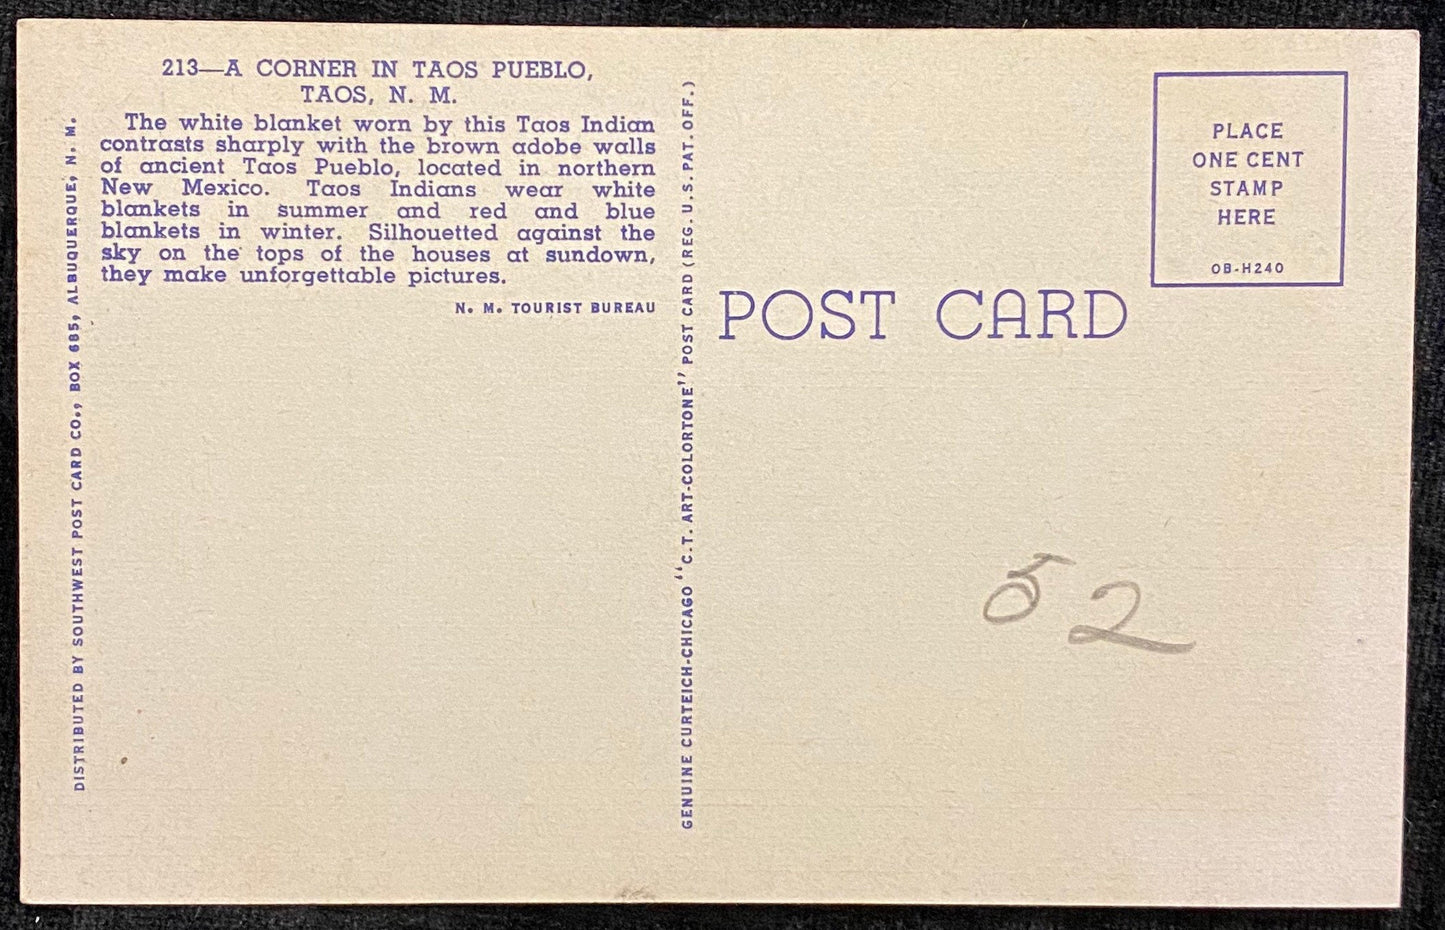 213—A CORNER IN TAOS PUEBLO,
TAOS, N. M.
The white blanket worn by this Taos Indian
contrasts sharply with the brown adobe walls
of ancient Taos Pueblo, located in northern
New Mexico. Taos Indians wear white
blankets in summer and red and blue
blankets in winter. Silhouetted against the
sky on the tops of the houses at sundown,
they make unforgettable pictures.
N. M. TOURIST BUREAU
DISTRIBUTED BY SOUTHWEST POST CARD CO., BOX 685, ALBUQUERQUE, N. M.
GENUINE CURTEICH-CHICAGO "C.T. ART-COLORTONE" POST CARD (REG. U.S. PAT. OFF.)
POST CARD
PLACE
ONE CENT
STAMP
HERE
OB-H240
52